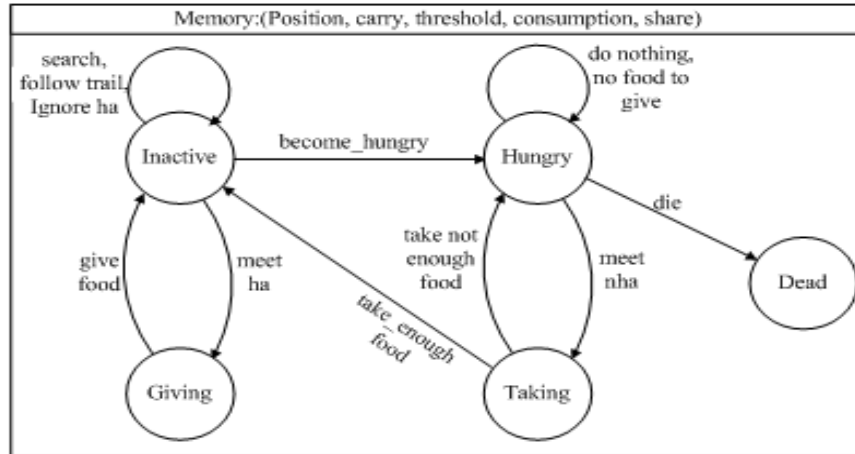 Memory:(Position, carry, threshold, consumption, share)
search,
follow trail,
Ignore ha
do nothing,
no food to
give
Inactive
become_hungry
Hungry
die
give
food
meet
ha
take_enough
food
take not
enough
food
meet
nha
Dead
Giving
Taking